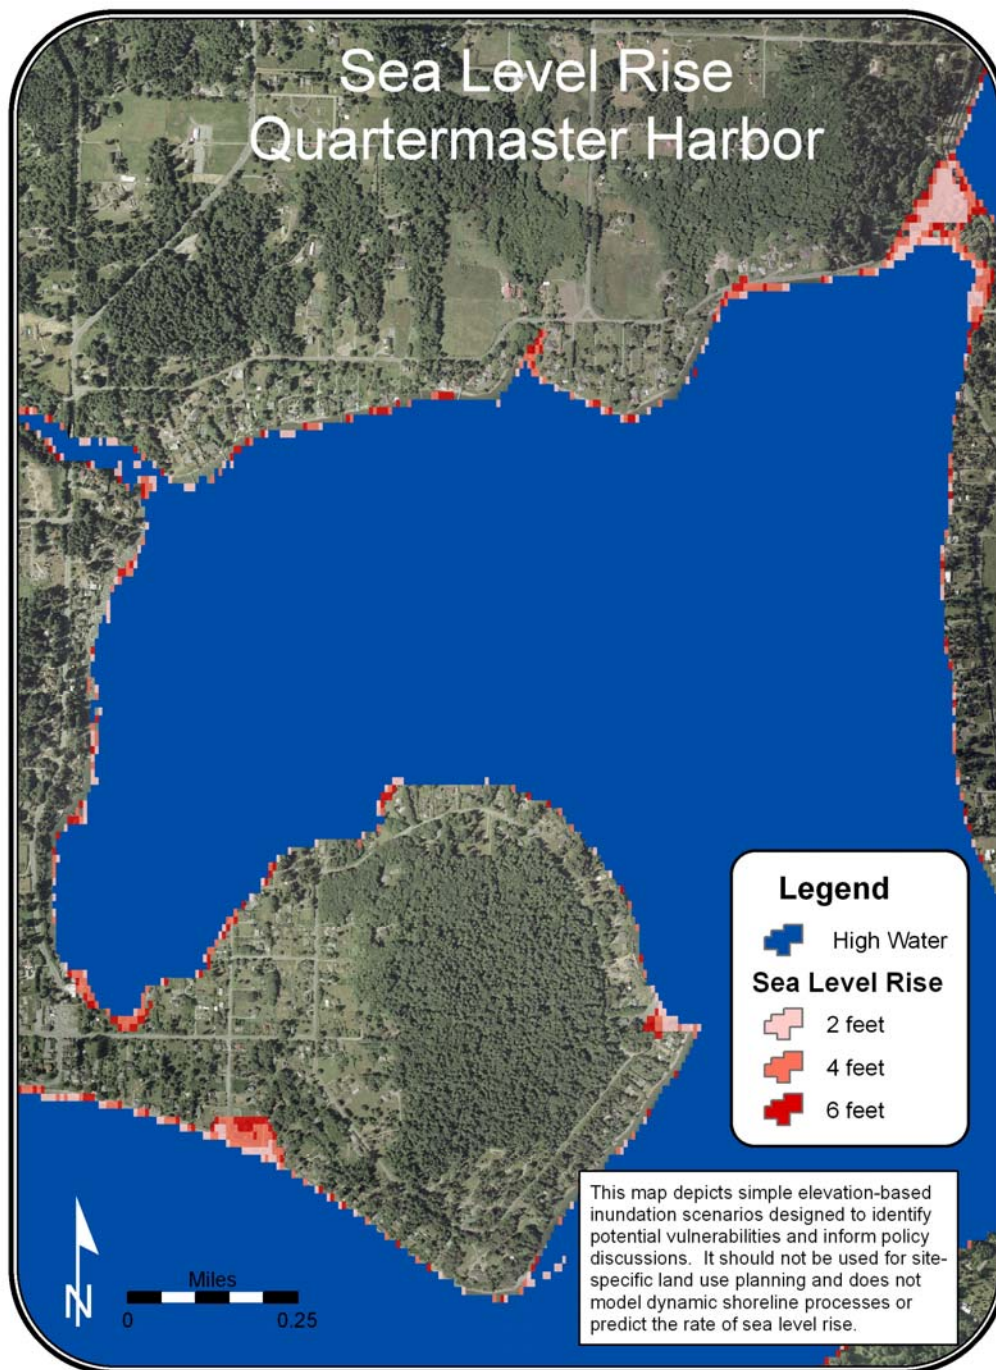 Sea Level Rise
Quartermaster Harbor
Legend
High Water
Sea Level Rise
2 feet
4 feet
6 feet
This map depicts simple elevation-based
inundation scenarios designed to identify
potential vulnerabilities and inform policy
discussions. It should not be used for site-
specific land use planning and does not
model dynamic shoreline processes or
predict the rate of sea level rise.
N
Miles
0 0.25